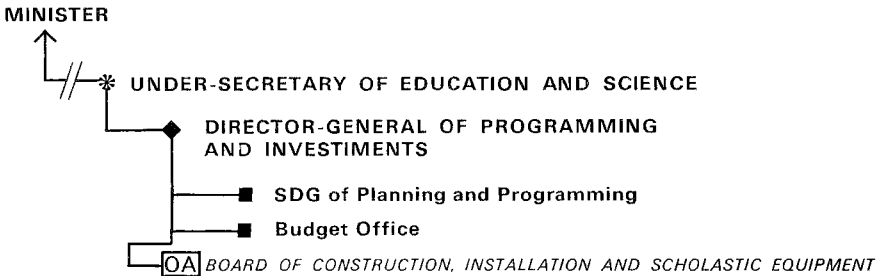 MINISTER
UNDER-SECRETARY OF EDUCATION AND SCIENCE
DIRECTOR-GENERAL OF PROGRAMMING
AND INVESTIMENTS
SDG of Planning and Programming
Budget Office
OA BOARD OF CONSTRUCTION, INSTALLATION AND SCHOLASTIC EQUIPMENT